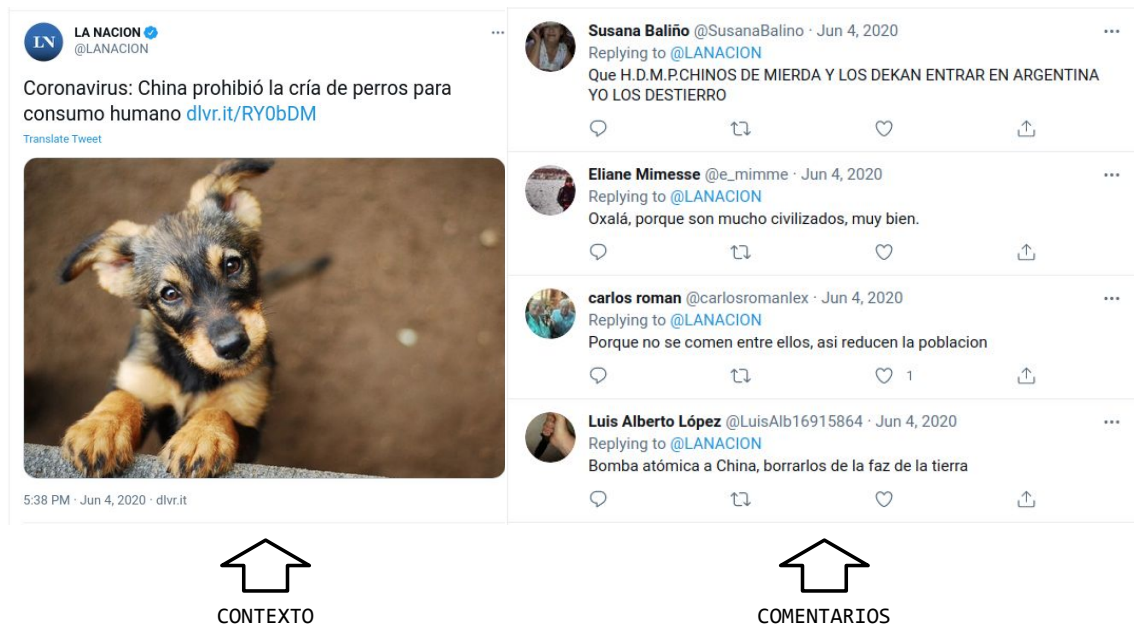 LN
LA NACION
@LANACION
Coronavirus: China prohibió la cría de perros para
consumo humano dlvr.it/RY0bDM
Translate Tweet
5:38 PM · Jun 4, 2020 · dlvr.it
Susana Baliño @SusanaBalino · Jun 4, 2020
Replying to @LANACION
Que H.D.M.P.CHINOS DE MIERDA Y LOS DEKAN ENTRAR EN ARGENTINA
YO LOS DESTIERRO
Eliane Mimesse @e_mimme · Jun 4, 2020
Replying to @LANACION
Oxalá, porque son mucho civilizados, muy bien.
carlos roman @carlosromanlex · Jun 4, 2020
Replying to @LANACION
Porque no se comen entre ellos, asi reducen la poblacion
1
Luis Alberto López @LuisAlb16915864 · Jun 4, 2020
Replying to @LANACION
Bomba atómica a China, borrarlos de la faz de la tierra
CONTEXTO
COMENTARIOS